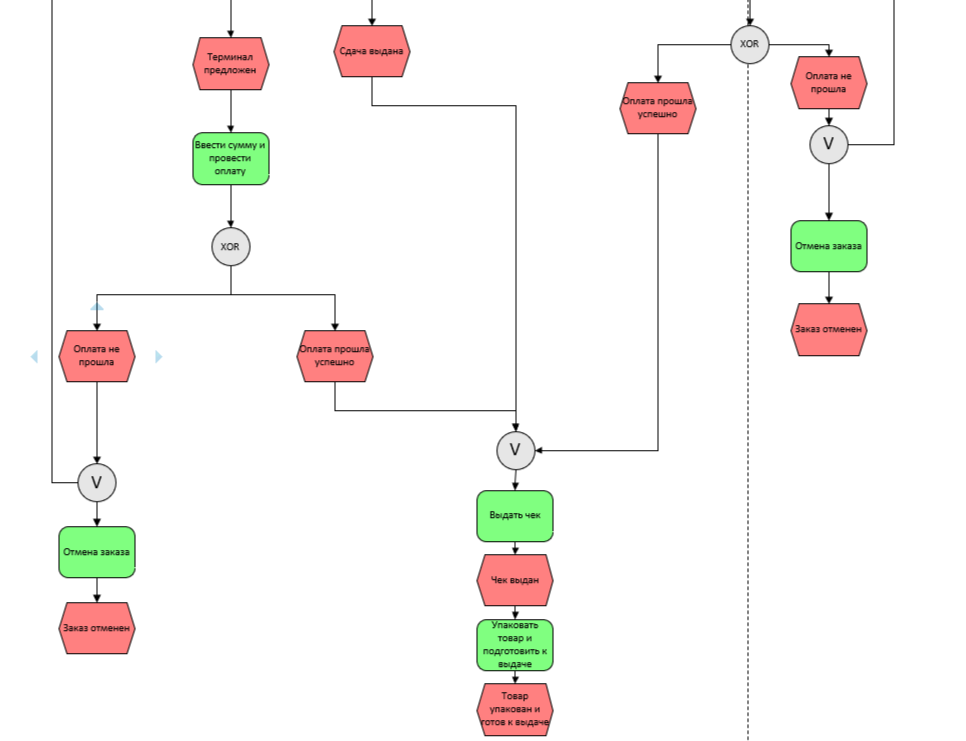 Терминал
предложен
Сдача выдана
XOR
Оплата не
прошла
Оплата прошла
успешно
V
Ввести сумму и
провести
оплату
XOR
Отмена заказа
Заказ отменен
Оплата не
прошла
Оплата прошла
успешно
V
V
Выдать чек
Отмена заказа
Чек выдан
Заказ отменен
Упаковать
товар и
подготовить к
выдаче
Товар
упакован и
готов к выдаче